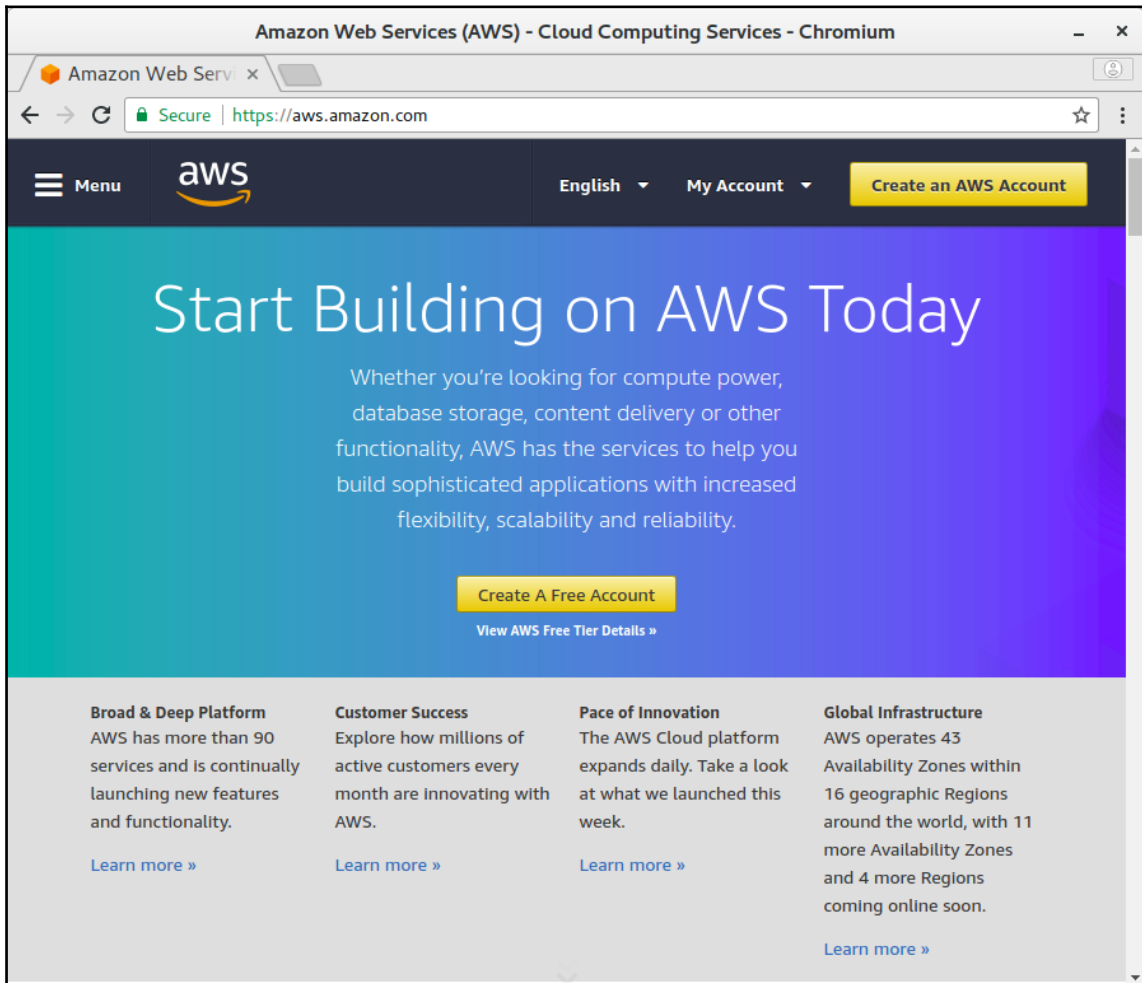 Amazon Web Services (AWS) - Cloud Computing Services - Chromium
Amazon Web Servi
Secure https://aws.amazon.com
Menu
aws
English
My Account
Create an AWS Account
Start Building on AWS Today
Whether you’re looking for compute power,
database storage, content delivery or other
functionality, AWS has the services to help you
build sophisticated applications with increased
flexibility, scalability and reliability.
Create A Free Account
View AWS Free Tier Details »
Broad & Deep Platform
AWS has more than 90
services and is continually
launching new features
and functionality.
Learn more »
Customer Success
Explore how millions of
active customers every
month are innovating with
AWS.
Learn more »
Pace of Innovation
The AWS Cloud platform
expands daily. Take a look
at what we launched this
week.
Learn more »
Global Infrastructure
AWS operates 43
Availability Zones within
16 geographic Regions
around the world, with 11
more Availability Zones
and 4 more Regions
coming online soon.
Learn more »